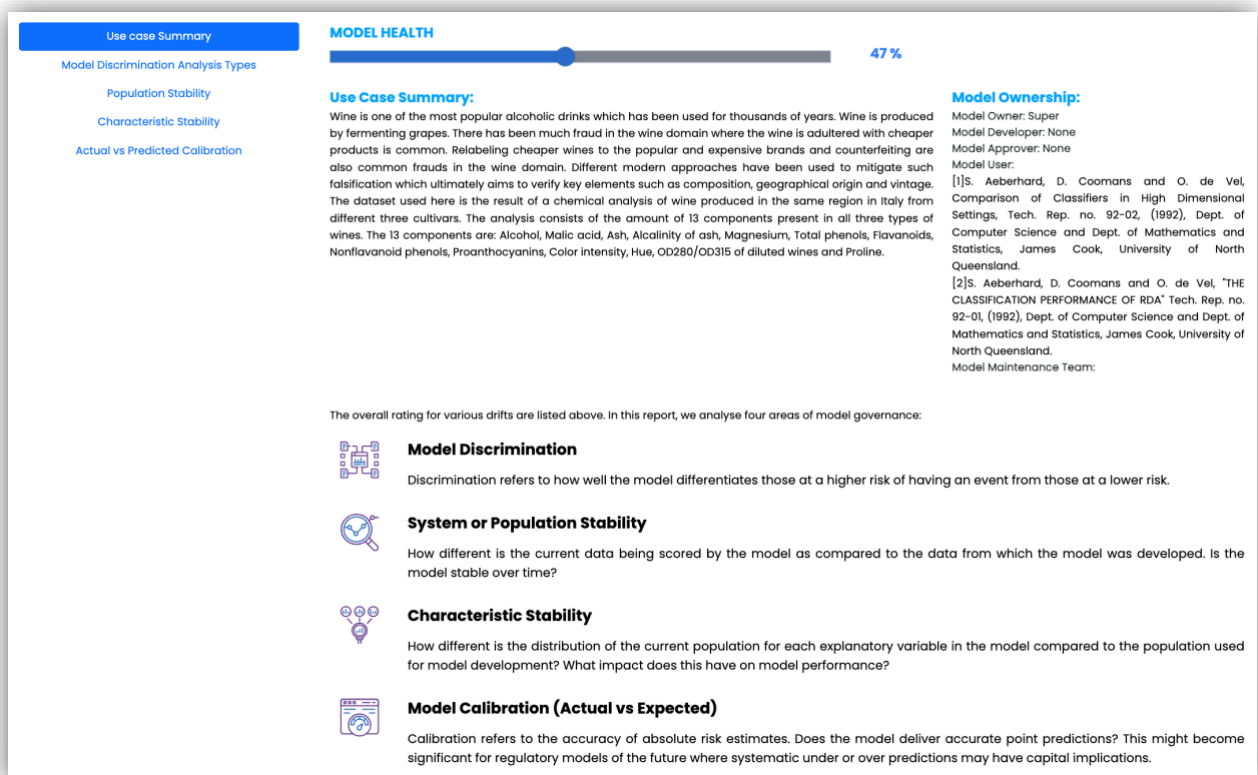 Use case Summary
Model Discrimination Analysis Types
Population Stability
Characteristic Stability
Actual vs Predicted Calibration
MODEL HEALTH
47 %
Use Case Summary:
Wine is one of the most popular alcoholic drinks which has been used for thousands of years. Wine is produced
by fermenting grapes. There has been much fraud in the wine domain where the wine is adultered with cheaper
products is common. Relabeling cheaper wines to the popular and expensive brands and counterfeiting are
also common frauds in the wine domain. Different modern approaches have been used to mitigate such
falsification which ultimately aims to verify key elements such as composition, geographical origin and vintage.
The dataset used here is the result of a chemical analysis of wine produced in the same region in Italy from
different three cultivars. The analysis consists of the amount of 13 components present in all three types of
wines. The 13 components are: Alcohol, Malic acid, Ash, Alcalinity of ash, Magnesium, Total phenols, Flavanoids,
Nonflavanoid phenols, Proanthocyanins, Color intensity, Hue, OD280/OD315 of diluted wines and Proline.
Model Ownership:
Model Owner: Super
Model Developer: None
Model Approver: None
Model User:
[1]S. Aeberhard, D. Coomans and O. de Vel,
Comparison of Classifiers in High Dimensional
Settings, Tech. Rep. no. 92-02, (1992), Dept. of
Computer Science and Dept. of Mathematics and
Statistics, James Cook, University of North
Queensland.
[2]S. Aeberhard, D. Coomans and O. de Vel, "THE
CLASSIFICATION PERFORMANCE OF RDA" Tech. Rep. no.
92-01, (1992), Dept. of Computer Science and Dept. of
Mathematics and Statistics, James Cook, University of
North Queensland.
Model Maintenance Team:
The overall rating for various drifts are listed above. In this report, we analyse four areas of model governance:
Model Discrimination
Discrimination refers to how well the model differentiates those at a higher risk of having an event from those at a lower risk.
System or Population Stability
How different is the current data being scored by the model as compared to the data from which the model was developed. Is the
model stable over time?
Characteristic Stability
How different is the distribution of the current population for each explanatory variable in the model compared to the population used
for model development? What impact does this have on model performance?
Model Calibration (Actual vs Expected)
Calibration refers to the accuracy of absolute risk estimates. Does the model deliver accurate point predictions? This might become
significant for regulatory models of the future where systematic under or over predictions may have capital implications.